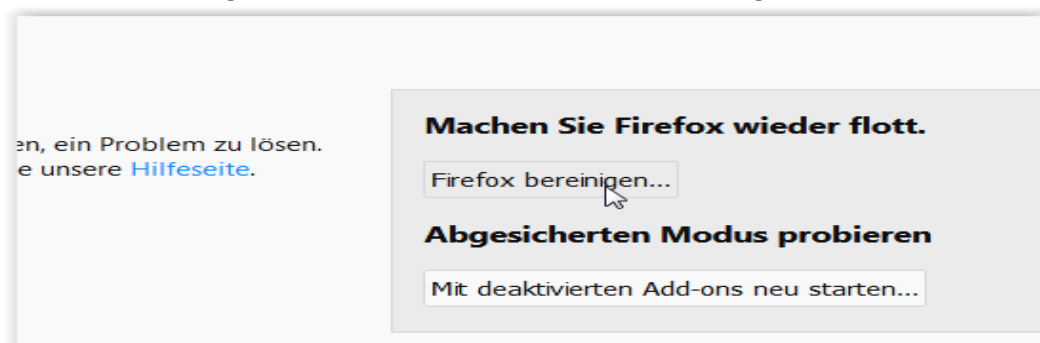 en, ein Problem zu lösen.
e unsere Hilfeseite.
Machen Sie Firefox wieder flott.
Firefox bereinigen...
Abgesicherten Modus probieren
Mit deaktivierten Add-ons neu starten...